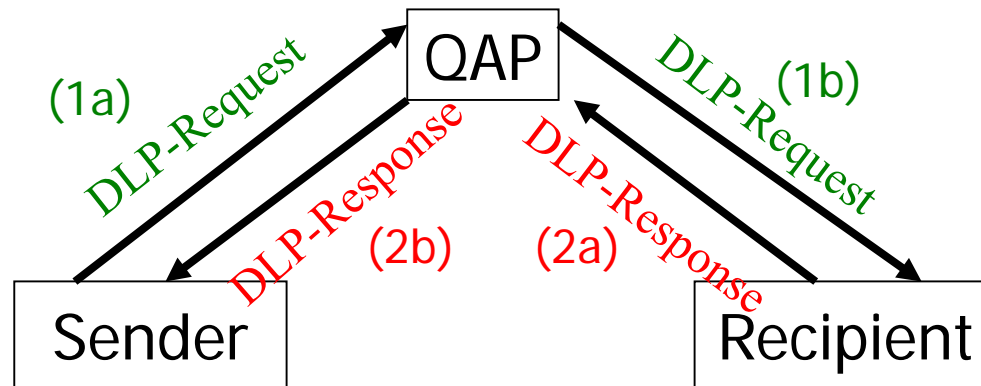 QAP
(1a)
DLP-Request
DLP-Request
(1b)
DLP-Response
(2b)
(2a)
DLP-Response
Sender
Recipient